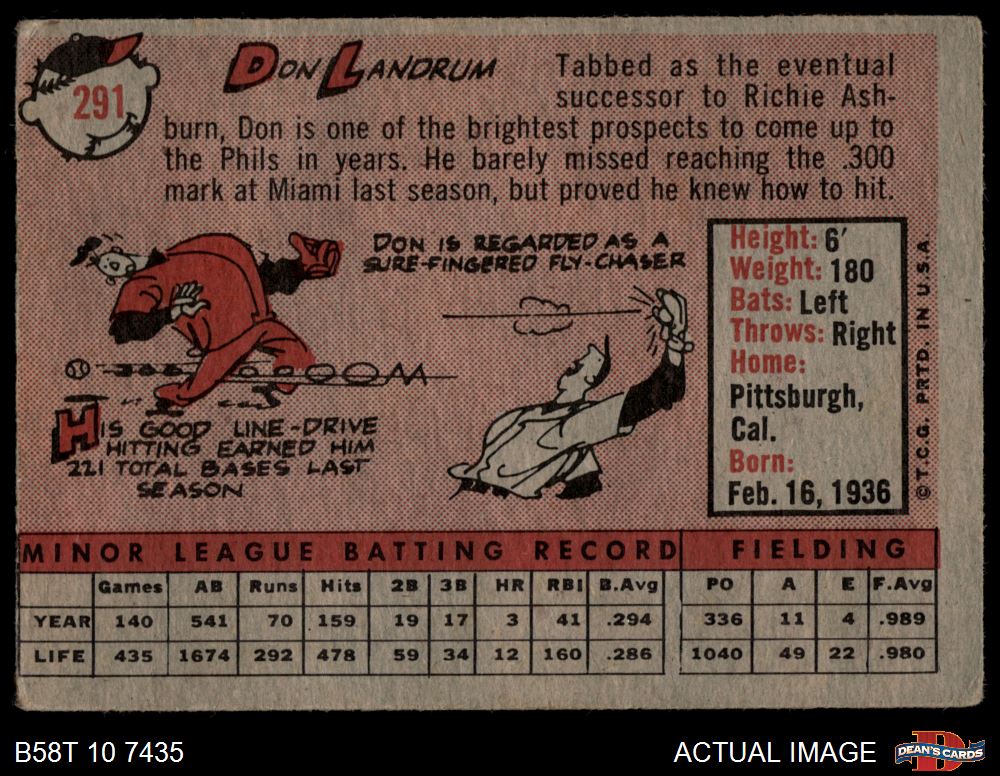 291
DON LANDRUM
Tabbed as the eventual
successor to Richie Ash-
burn, Don is one of the brightest prospects to come up to
the Phils in years. He barely missed reaching the .300
mark at Miami last season, but proved he knew how to hit.
DON IS REGARDED AS A
SURE-FINGERED FLY-CHASER
HIS GOOD LINE-DRIVE
HITTING EARNED HIM
221 TOTAL BASES LAST
SEASON
Height: 6'
Weight: 180
Bats: Left
Throws: Right
Home:
Pittsburgh,
Cal.
Born:
Feb. 16, 1936
© T.C.G. PRTD. IN U.S.A.
MINOR LEAGUE BATTING RECORD FIELDING
Games AB Runs Hits 2B 3B HR RBI B.Avg PO A E F.Avg
YEAR 140 541 70 159 19 17 3 41 .294 336 11 4 .989
LIFE 435 1674 292 478 59 34 12 160 .286 1040 49 22 .980
B58T 10 7435
ACTUAL IMAGE
DEAN'S CARDS